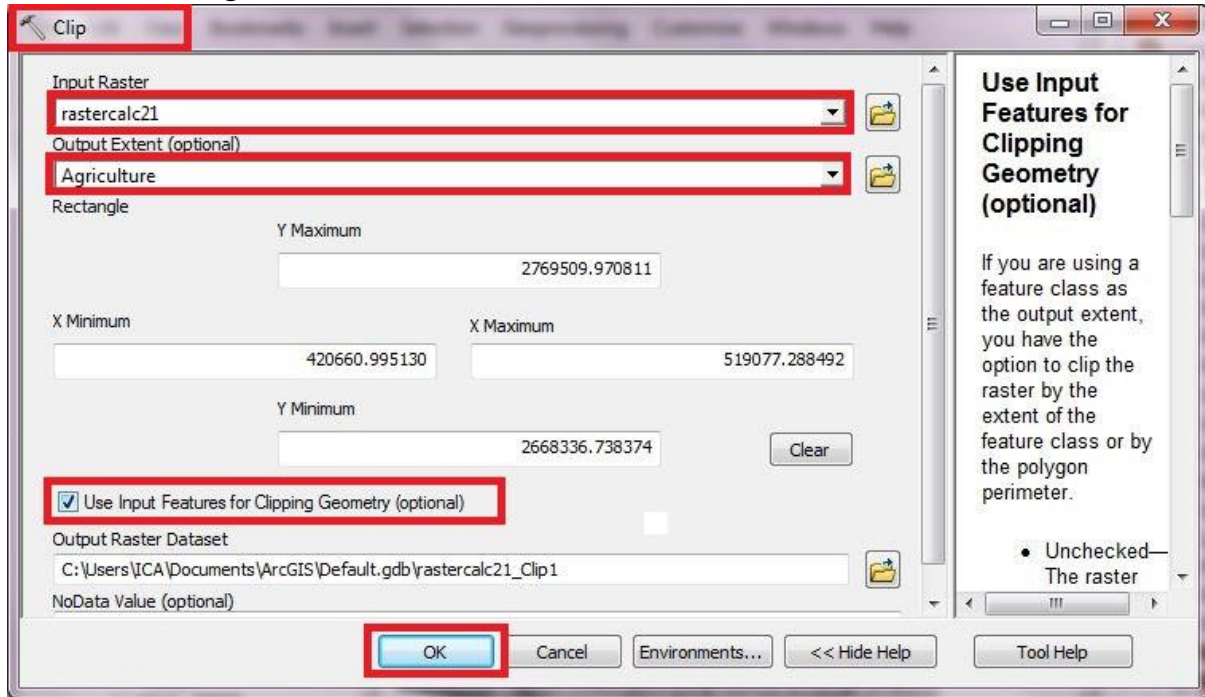 Clip
Input Raster
rastercalc21
Output Extent (optional)
Agriculture
Rectangle
Y Maximum
2769509.970811
X Minimum
X Maximum
420660.995130
519077.288492
Y Minimum
2668336.738374
Clear
Use Input Features for Clipping Geometry (optional)
Output Raster Dataset
C:\Users\ICA\Documents\ArcGIS\Default.gdb\rastercalc21_Clip1
NoData Value (optional)
OK
Cancel
Environments...
<< Hide Help
Tool Help
Use Input
Features for
Clipping
Geometry
(optional)
If you are using a
feature class as
the output extent,
you have the
option to clip the
raster by the
extent of the
feature class or by
the polygon
perimeter.
• Unchecked—
The raster